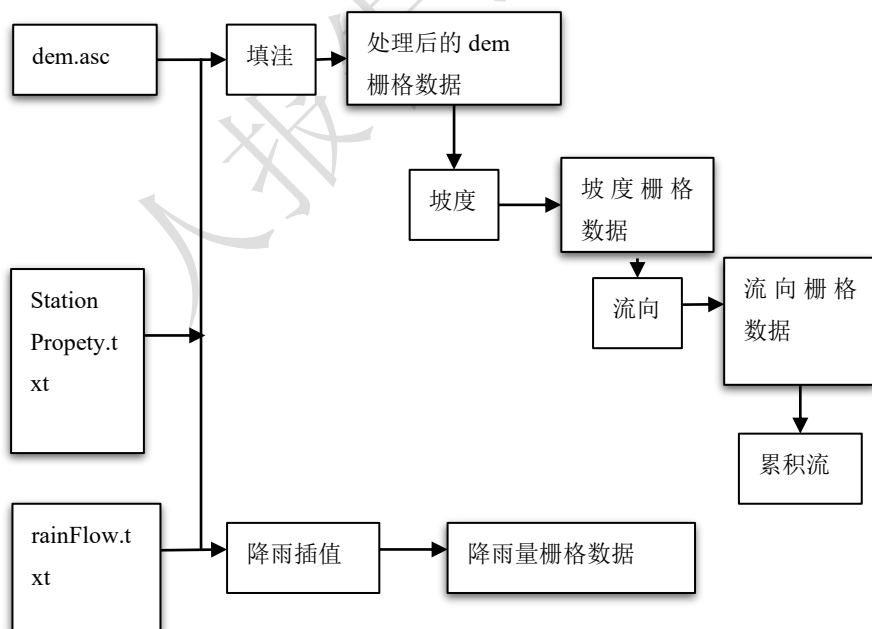 dem.asc
填洼
处理后的 dem
栅格数据
坡度
坡度栅格
数据
Station
Propety.t
xt
流向
流向栅格
数据
累积流
rainFlow.t
xt
降雨插值
降雨量栅格数据
人报